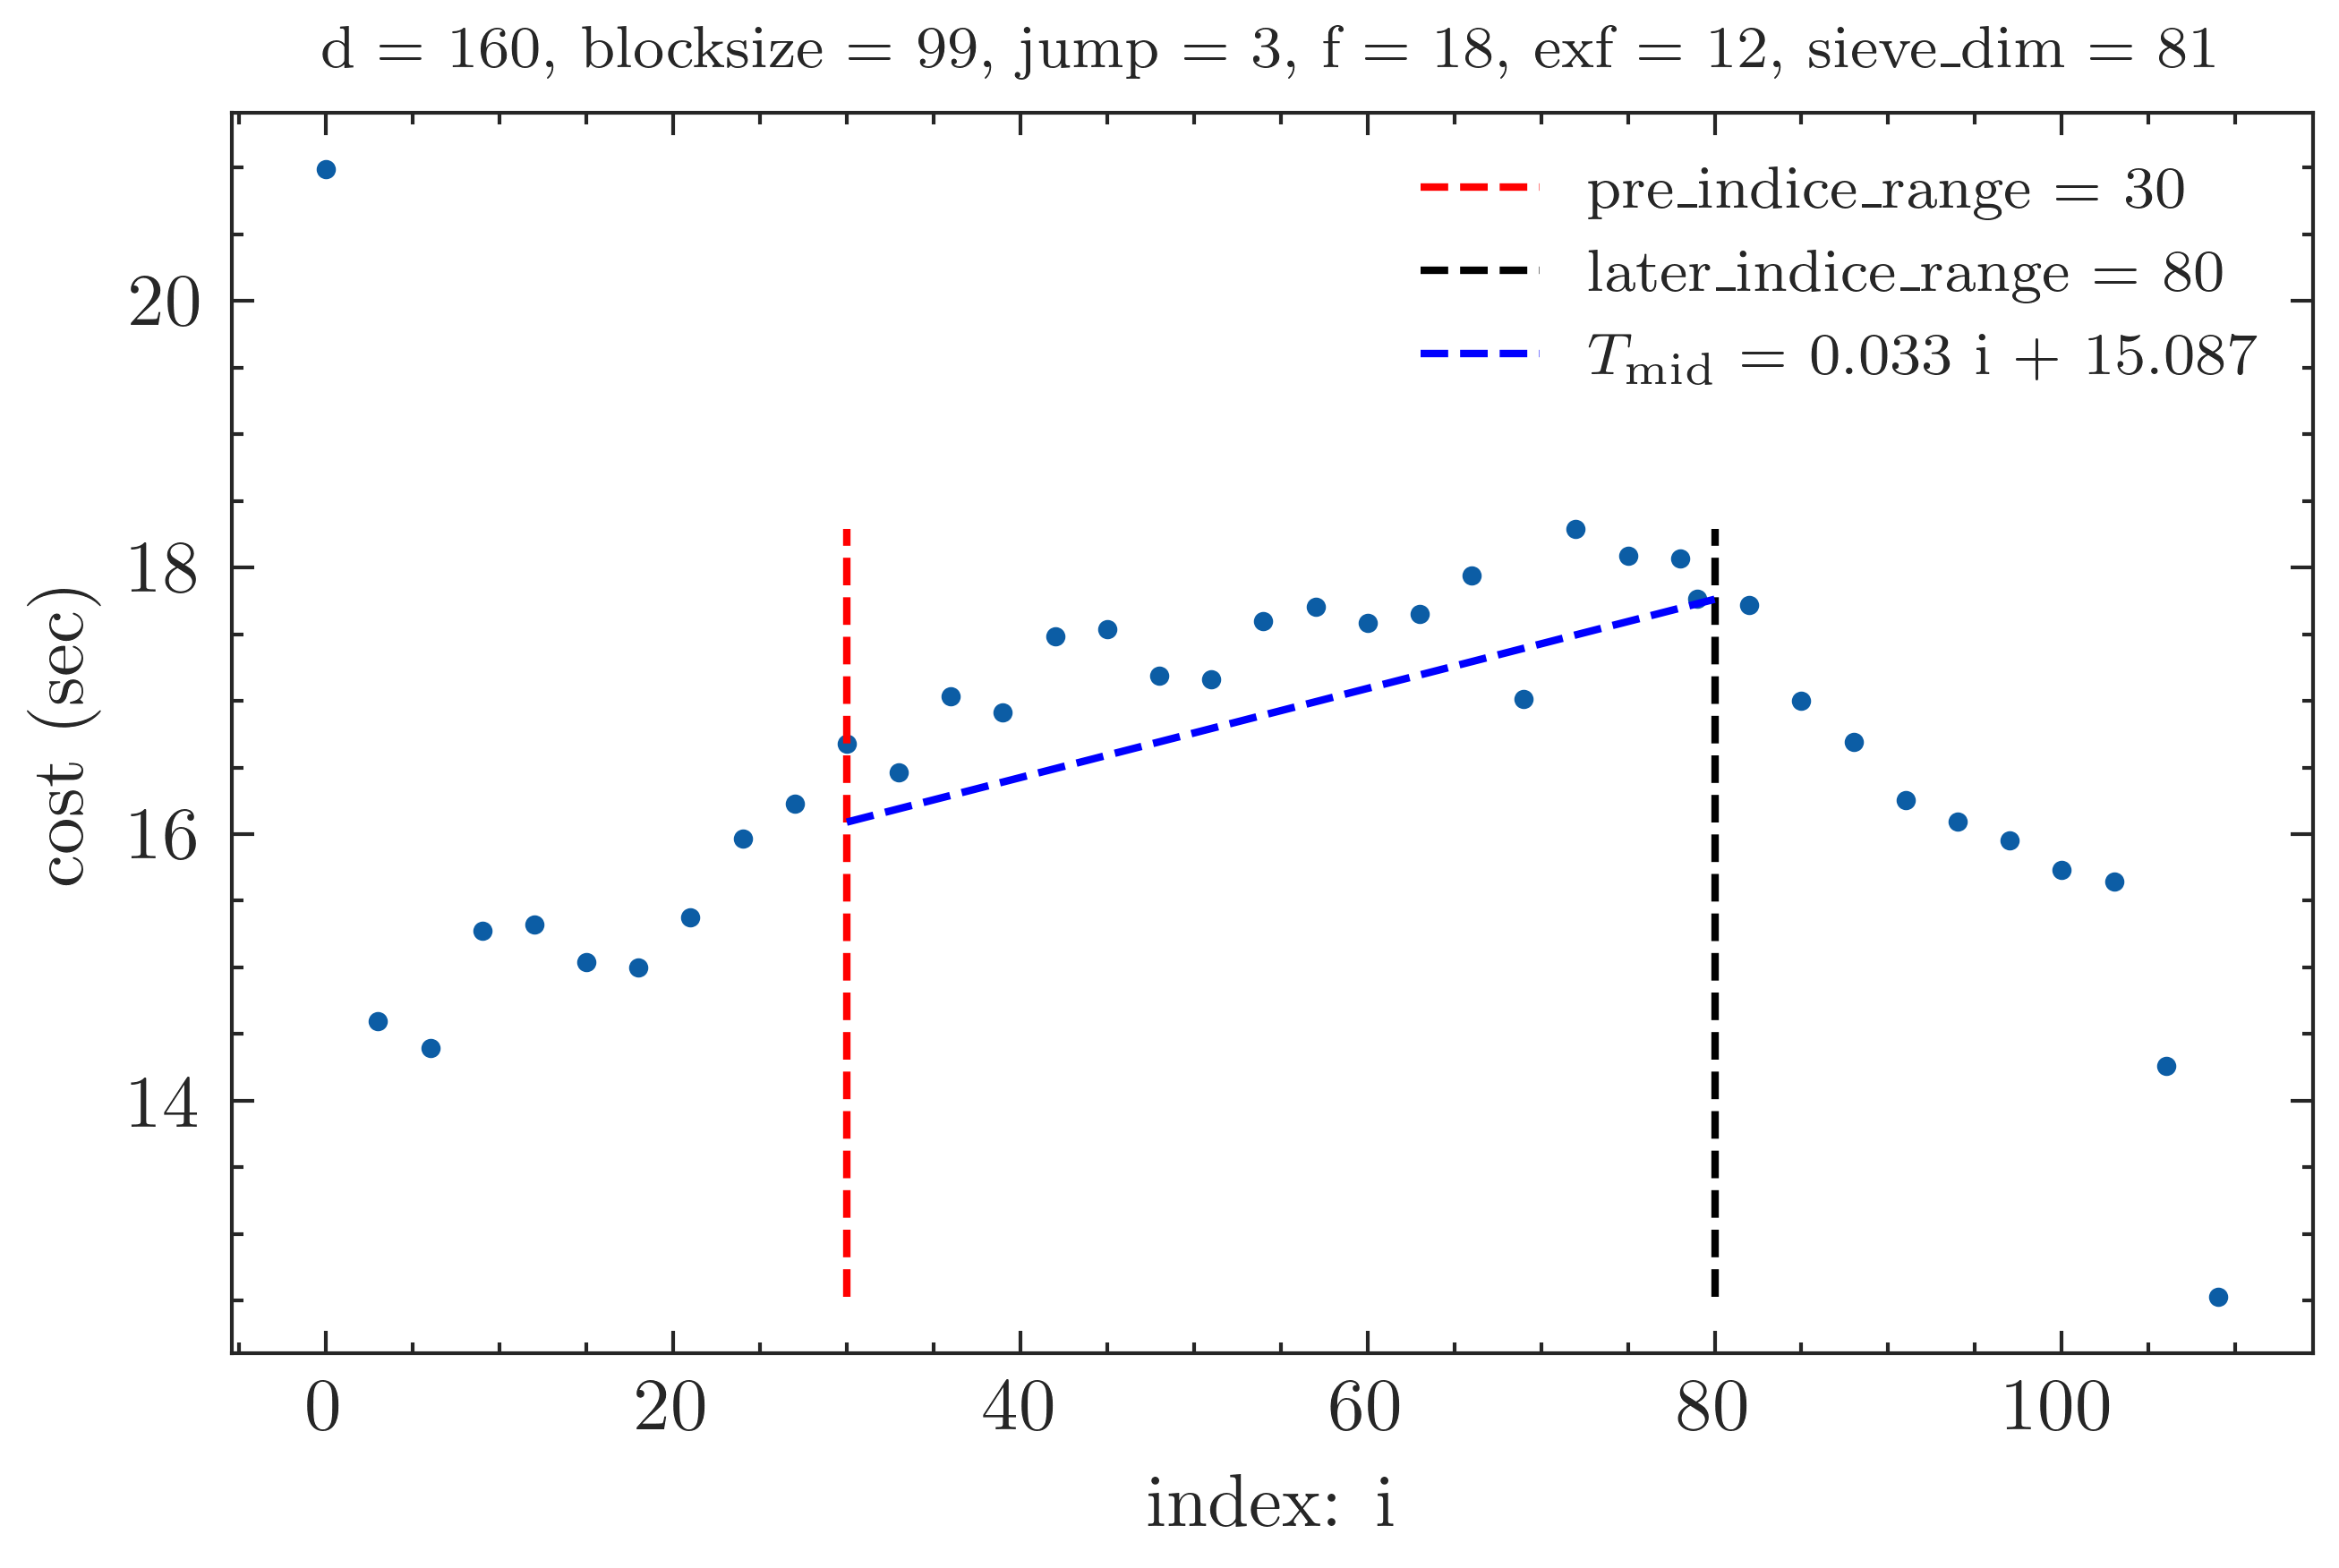 d = 160, blocksize = 99, jump = 3, f = 18, exf = 12, sieve_dim = 81
pre_indice_range = 30
later_indice_range = 80
T_mid = 0.033 i + 15.087
20
18
16
14
cost (sec)
0 20 40 60 80 100
index: i